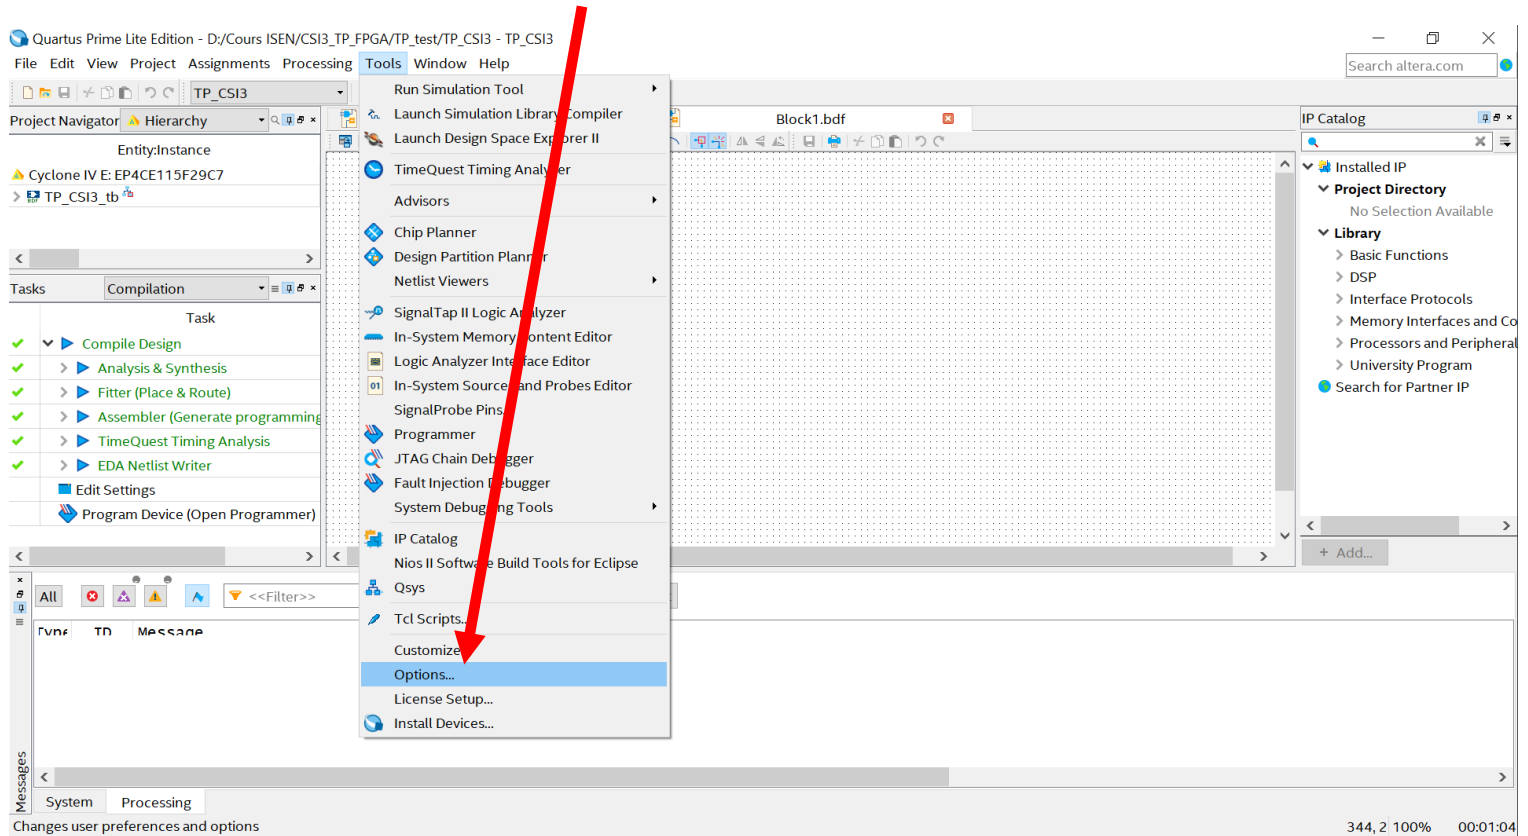 Quartus Prime Lite Edition - D:/Cours ISEN/CSI3_TP_FPGA/TP_test/TP_CSI3 - TP_CSI3
File Edit View Project Assignments Processing Tools Window Help
Search altera.com
TP_CSI3
Project Navigator Hierarchy
Entity:Instance
Cyclone IV E: EP4CE115F29C7
TP_CSI3_tb
Tasks Compilation
Task
Compile Design
Analysis & Synthesis
Fitter (Place & Route)
Assembler (Generate programming
TimeQuest Timing Analysis
EDA Netlist Writer
Edit Settings
Program Device (Open Programmer)
Run Simulation Tool
Launch Simulation Library Compiler
Launch Design Space Explorer II
TimeQuest Timing Analyzer
Advisors
Chip Planner
Design Partition Planner
Netlist Viewers
SignalTap II Logic Analyzer
In-System Memory Content Editor
Logic Analyzer Interface Editor
In-System Sources and Probes Editor
SignalProbe Pins...
Programmer
JTAG Chain Debugger
Fault Injection Debugger
System Debugging Tools
IP Catalog
Nios II Software Build Tools for Eclipse
Qsys
Tcl Scripts...
Customize...
Options...
License Setup...
Install Devices...
Block1.bdf
IP Catalog
Installed IP
Project Directory
No Selection Available
Library
Basic Functions
DSP
Interface Protocols
Memory Interfaces and Co
Processors and Peripheral
University Program
Search for Partner IP
+ Add...
All
<<Filter>>
Type ID Message
Messages
System Processing
Changes user preferences and options
344, 2 100% 00:01:04